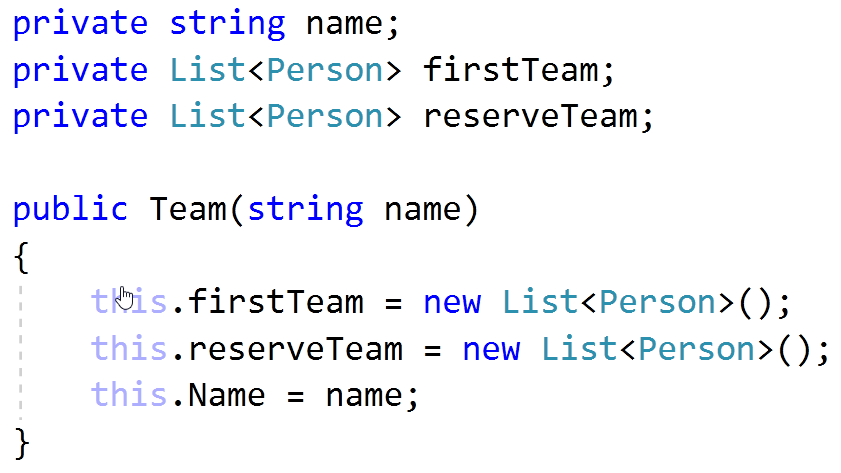 private string name;
private List<Person> firstTeam;
private List<Person> reserveTeam;
public Team(string name)
{
this.firstTeam = new List<Person>();
this.reserveTeam = new List<Person>();
this.Name = name;
}